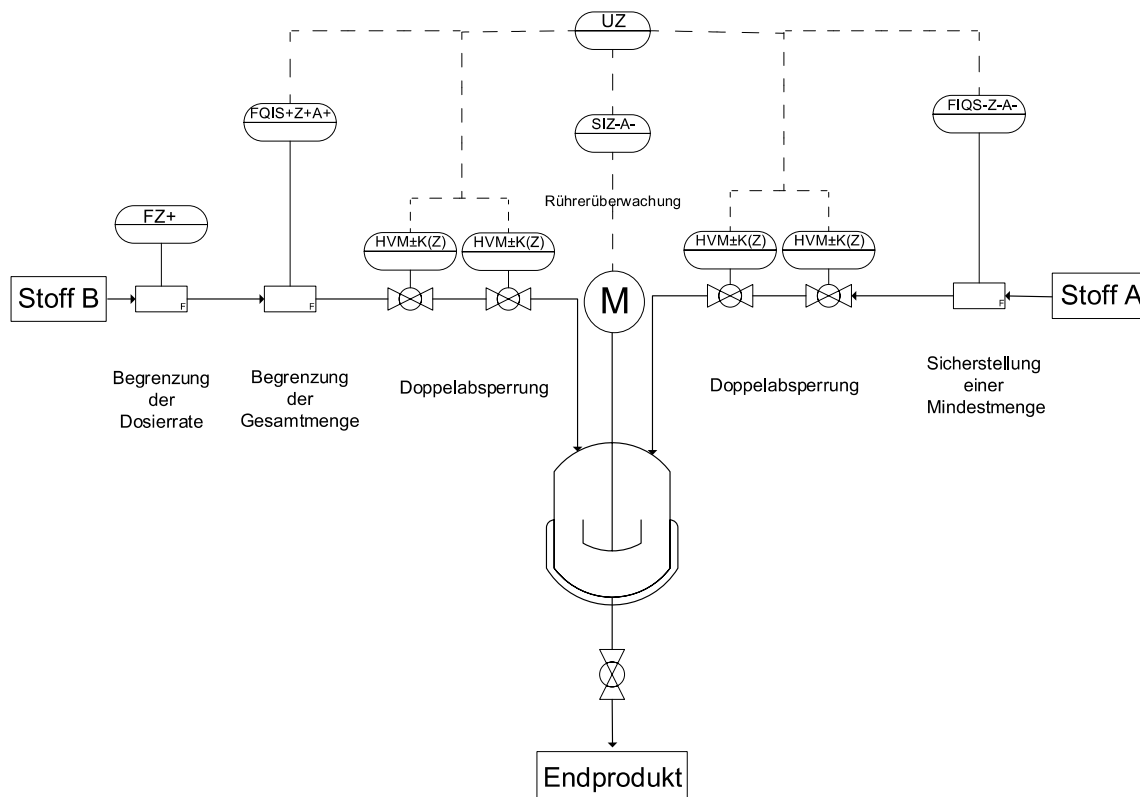 UZ
FQIS+Z+A+
SIZ-A-
FIQS-Z-A-
Rührerüberwachung
FZ+
HVM±K(Z)
HVM±K(Z)
HVM±K(Z)
HVM±K(Z)
Stoff B
F
F
M
F
Stoff A
Begrenzung
der
Dosierrate
Begrenzung
der
Gesamtmenge
Doppelabsperrung
Doppelabsperrung
Sicherstellung
einer
Mindestmenge
Endprodukt